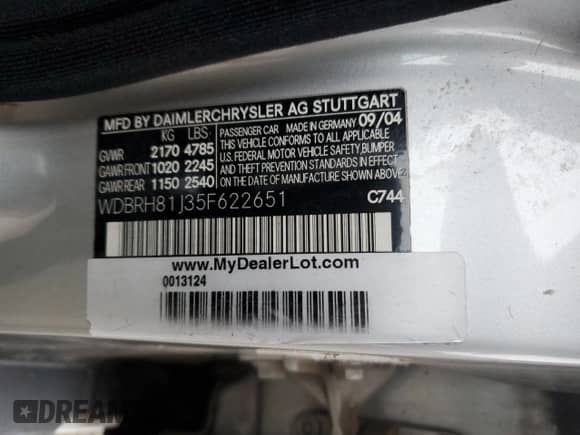 MFD BY DAIMLERCHRYSLER AG STUTTGART
KG LBS PASSENGER CAR MADE IN GERMANY 09/04
GVWR 2170 4785 THIS VEHICLE CONFORMS TO ALL APPLICABLE
GAWR FRONT 1020 2245 U.S. FEDERAL MOTOR VEHICLE SAFETY, BUMPER,
GAWR REAR 1150 2540 AND THEFT PREVENTION STANDARDS IN EFFECT
ON THE DATE OF MANUFACTURE SHOWN ABOVE.
WDBRH81J35F622651 C744
www.MyDealerLot.com
0013124
DREAM